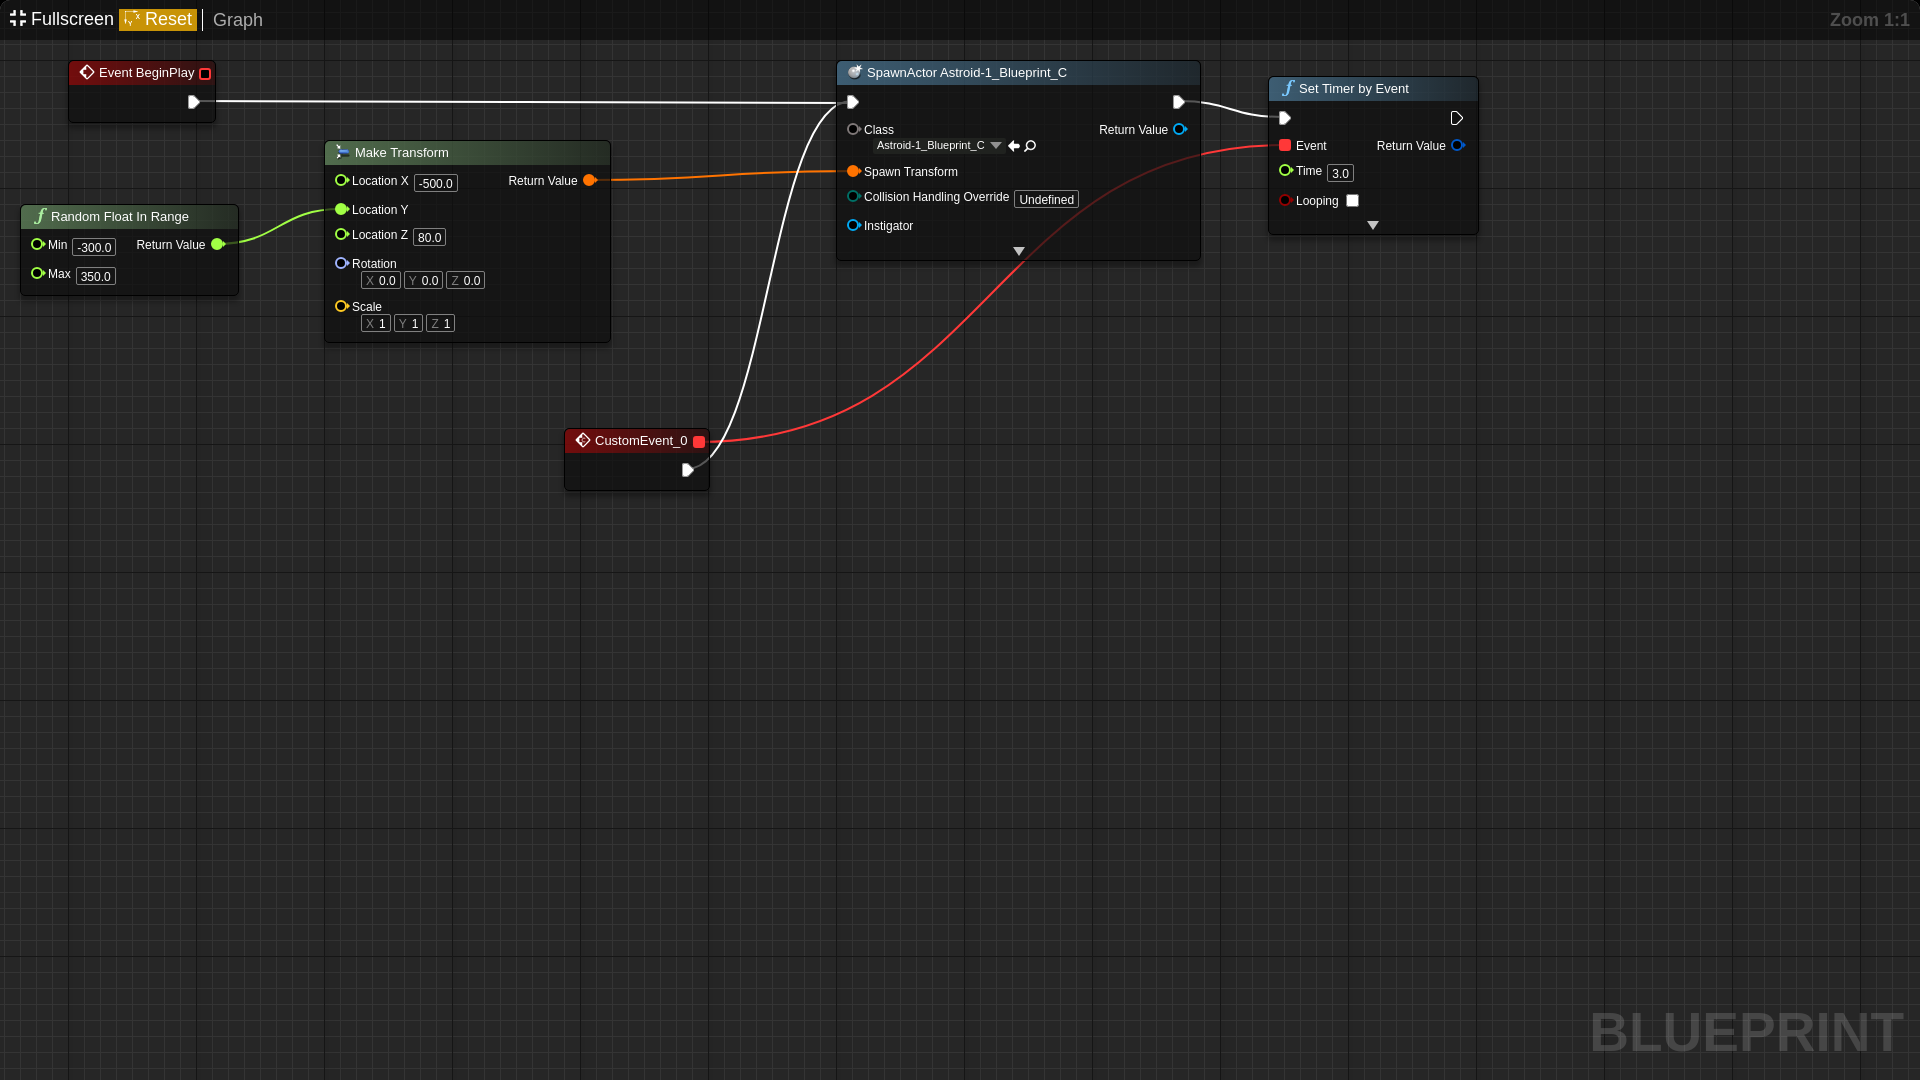 Fullscreen Reset Graph Zoom 1:1
Event BeginPlay
Random Float In Range
Min -300.0 Return Value
Max 350.0
Make Transform
Location X -500.0 Return Value
Location Y
Location Z 80.0
Rotation
X 0.0 Y 0.0 Z 0.0
Scale
X 1 Y 1 Z 1
CustomEvent_0
SpawnActor Astroid-1_Blueprint_C
Class Return Value
Astroid-1_Blueprint_C
Spawn Transform
Collision Handling Override Undefined
Instigator
Set Timer by Event
Event Return Value
Time 3.0
Looping
BLUEPRINT